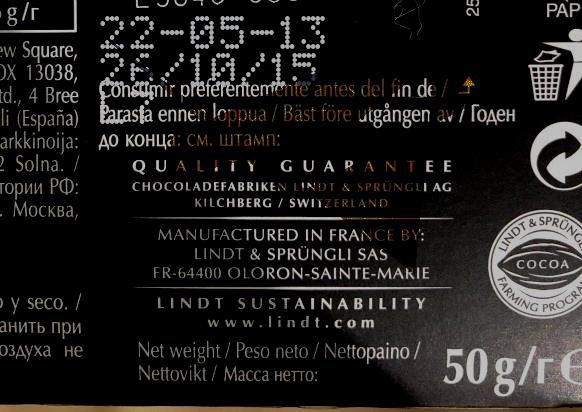 25
PAP
g/г
22-05-13
26/10/15
ew Square,
OX 13038,
td., 4 Bree
li (España)
arkkinoija:
2 Solna. /
тории РФ:
. Москва,
Consumir preferentemente antes del fin de /
Parasta ennen loppua / Bäst före utgången av / Годен
до конца: см. штамп:
QUALITY GUARANTEE
CHOCOLADEFABRIKEN LINDT & SPRÜNGLI AG
KILCHBERG / SWITZERLAND
MANUFACTURED IN FRANCE BY:
LINDT & SPRÜNGLI SAS
FR-64400 OLORON-SAINTE-MARIE
LINDT & SPRÜNGLI
COCOA
FARMING PROGRA
LINDT SUSTAINABILITY
www.lindt.com
o y seco. /
анить при
оздуха не
Net weight / Peso neto / Nettopaino /
Nettovikt / Масса нетто:
50 g/г e